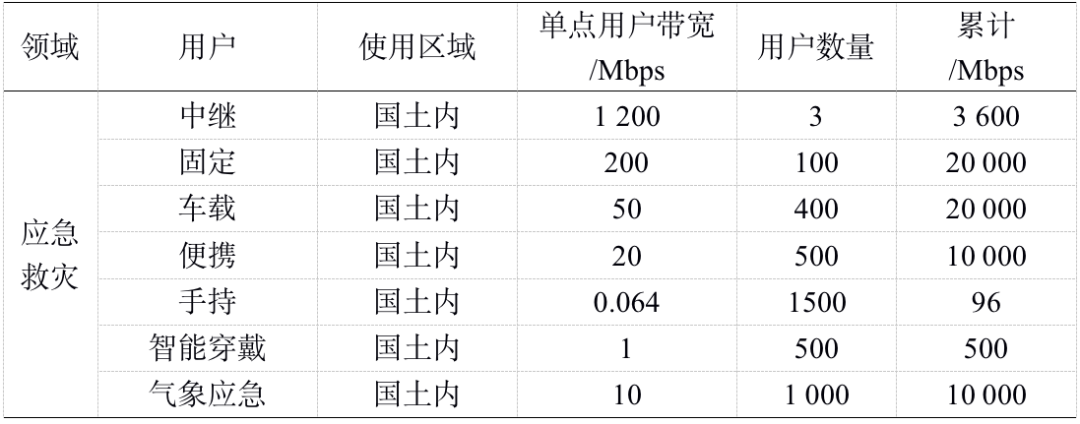 领域 用户 使用区域 单点用户带宽/Mbps 用户数量 累计/Mbps
应急救灾 中继 国土内 1 200 3 3 600
固定 国土内 200 100 20 000
车载 国土内 50 400 20 000
便携 国土内 20 500 10 000
手持 国土内 0.064 1500 96
智能穿戴 国土内 1 500 500
气象应急 国土内 10 1 000 10 000